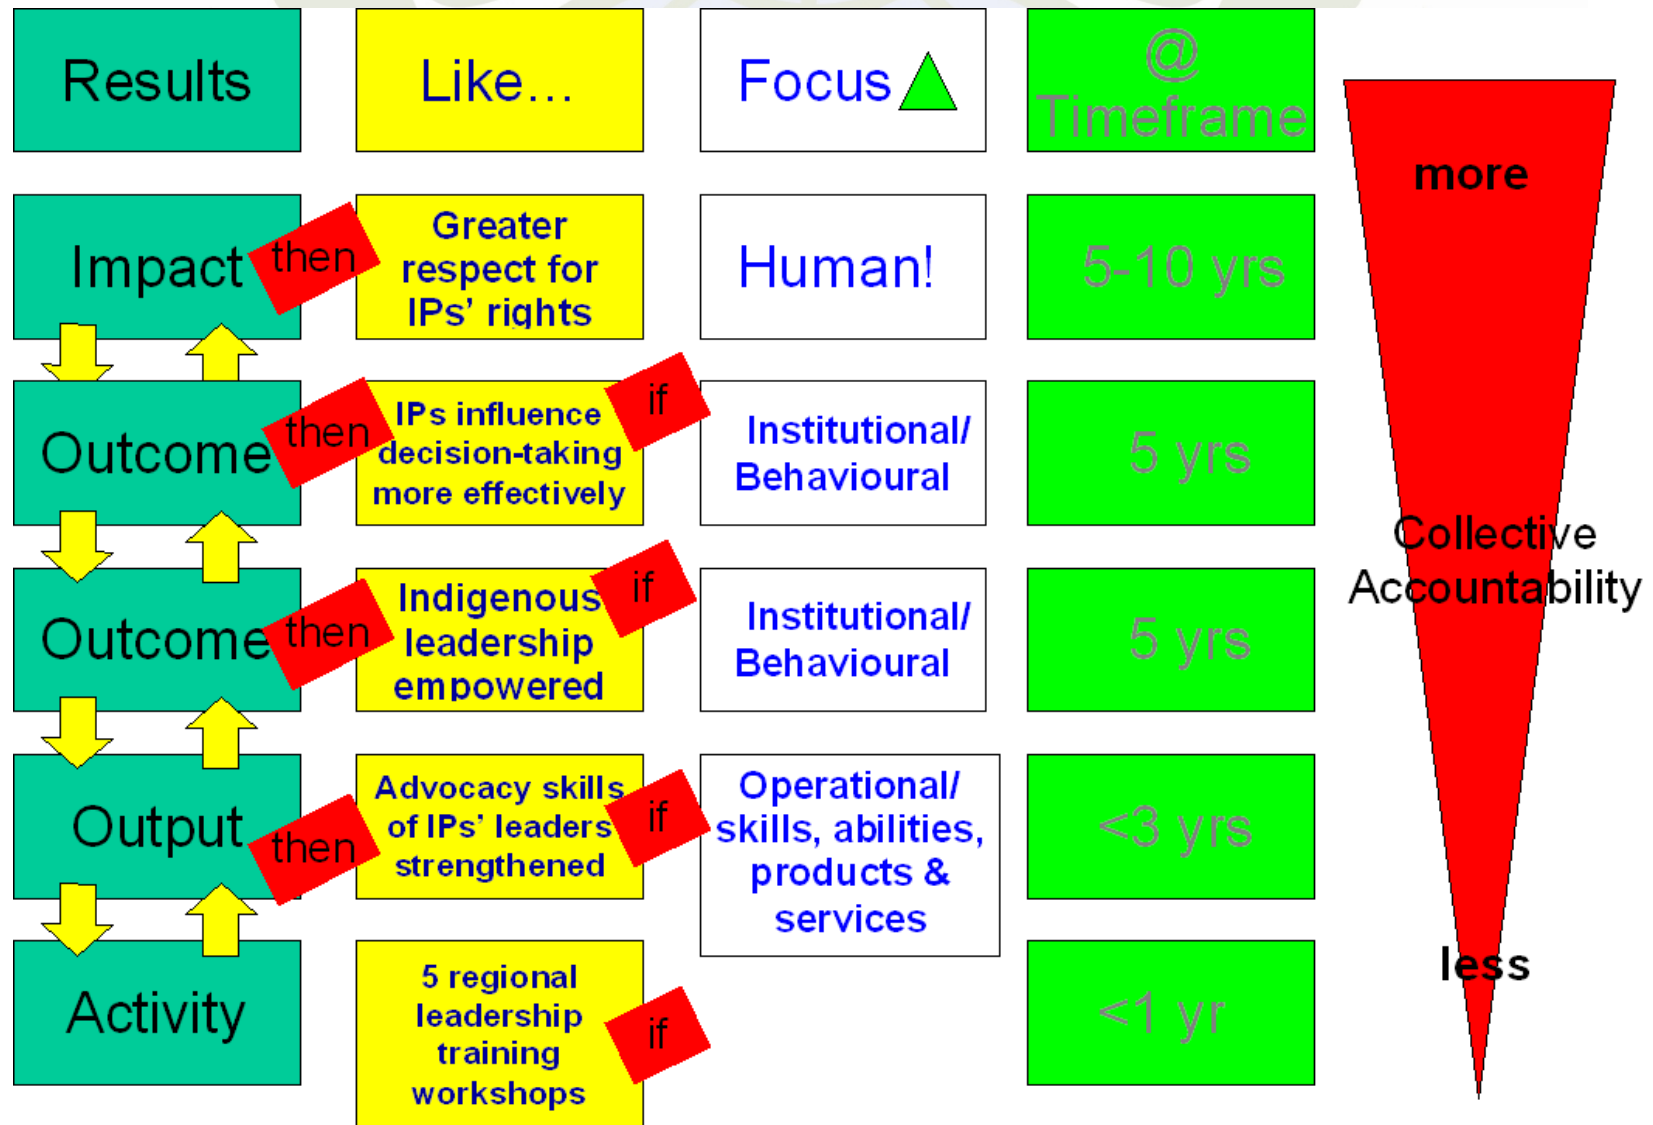 Results
Like...
Focus
@
Timeframe
more
Impact
then
Greater
respect for
IPs' rights
Human!
5-10 yrs
Outcome
then
IPs influence
decision-taking
more effectively
if
Institutional/
Behavioural
5 yrs
Collective
Accountability
Outcome
then
Indigenous
leadership
empowered
if
Institutional/
Behavioural
5 yrs
Output
then
Advocacy skills
of IPs' leaders
strengthened
if
Operational/
skills, abilities,
products &
services
<3 yrs
less
Activity
5 regional
leadership
training
workshops
if
<1 yr